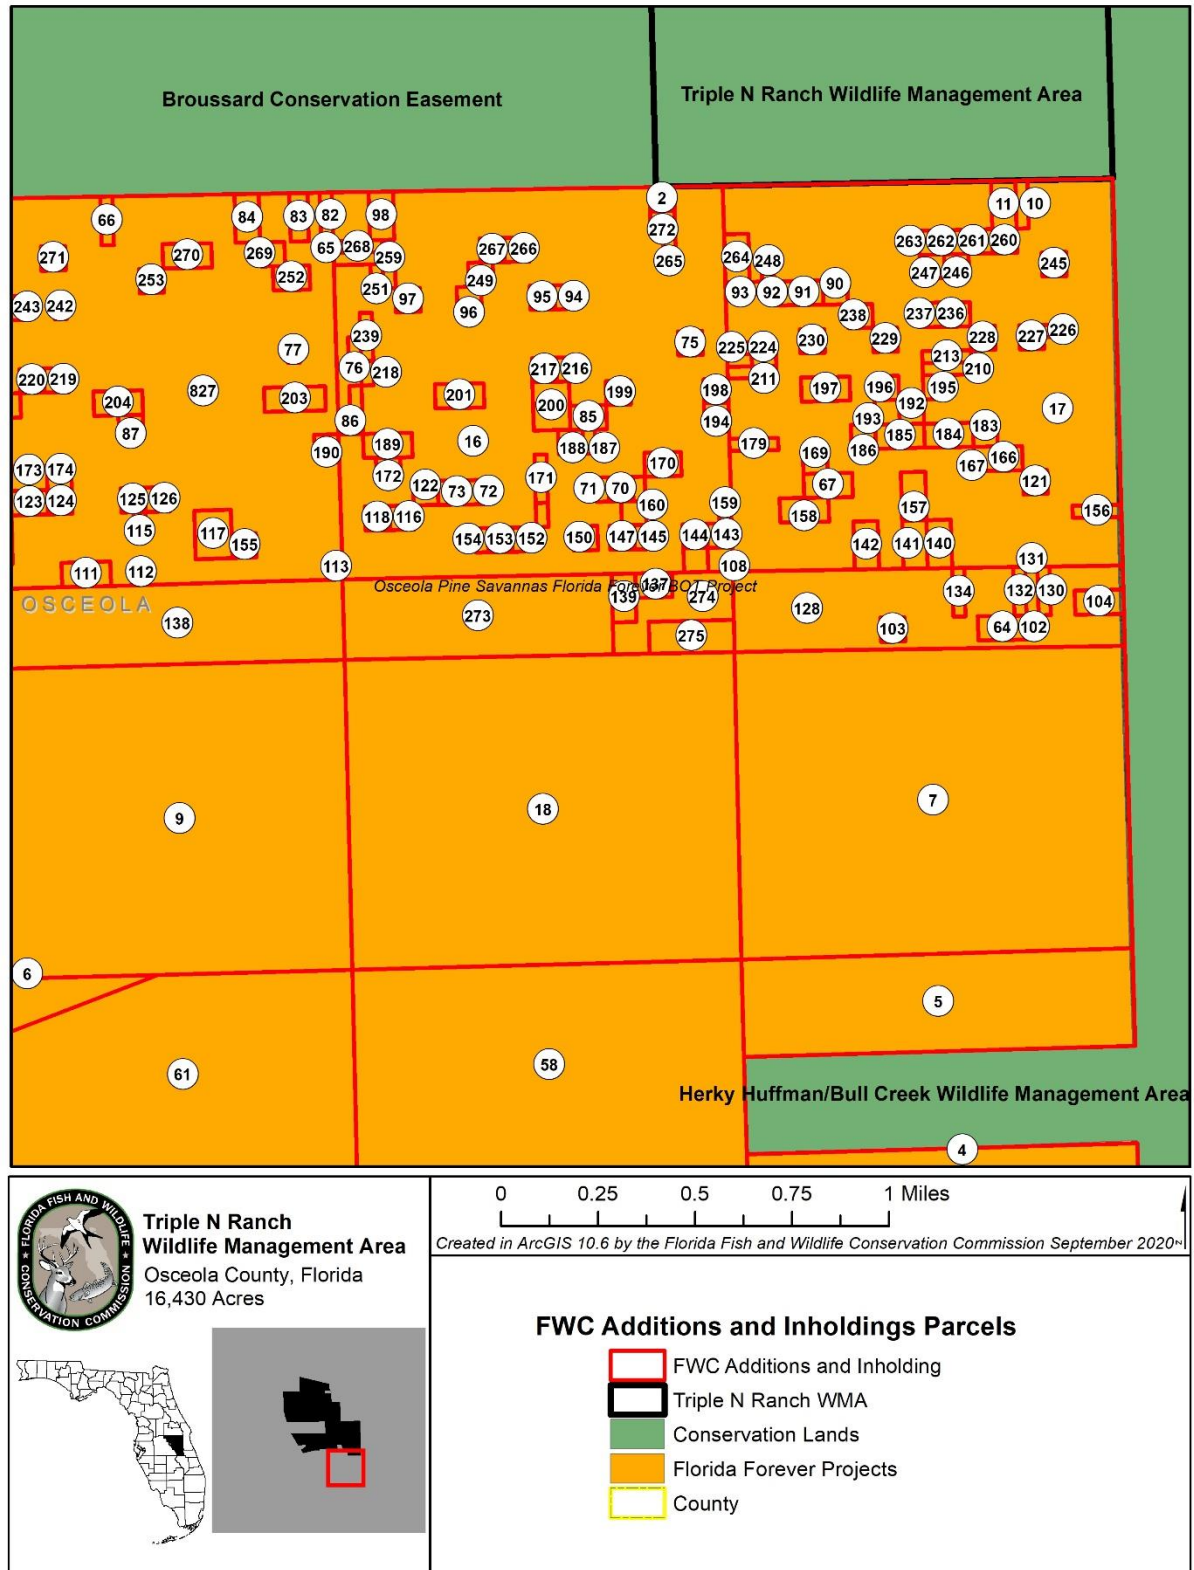 Broussard Conservation Easement
Triple N Ranch Wildlife Management Area
2
66 84 83 82 98 272 11 10
271 270 269 65 268 259 267 266 265 264 248 263 262 261 260
253 252 251 97 249 247 246 245
243 242 96 95 94 93 92 91 90
77 239 75 225 224 230 238 229 237 236 228 227 226
220 219 827 76 218 217 216 211 213 210
204 203 201 200 199 198 197 196 195
87 86 16 85 194 193 192 17
190 189 188 187 179 169 186 185 184 183
173 174 172 171 170 167 166
123 124 125 126 122 73 72 71 70 67 121
115 117 118 116 160 159 158 157 156
155 154 153 152 150 147 145 144 143 142 141 140
111 112 113 108 131
Osceola Pine Savannas Florida Forever BOT Project
OSCEOLA
139 137 274 134 132 130 104
138 273 275 128 103 64 102
9 18 7
6 5
61 58
Herky Huffman/Bull Creek Wildlife Management Area
4
FLORIDA FISH AND WILDLIFE
CONSERVATION COMMISSION
Triple N Ranch
Wildlife Management Area
Osceola County, Florida
16,430 Acres
0 0.25 0.5 0.75 1 Miles
Created in ArcGIS 10.6 by the Florida Fish and Wildlife Conservation Commission September 2020
FWC Additions and Inholdings Parcels
FWC Additions and Inholding
Triple N Ranch WMA
Conservation Lands
Florida Forever Projects
County